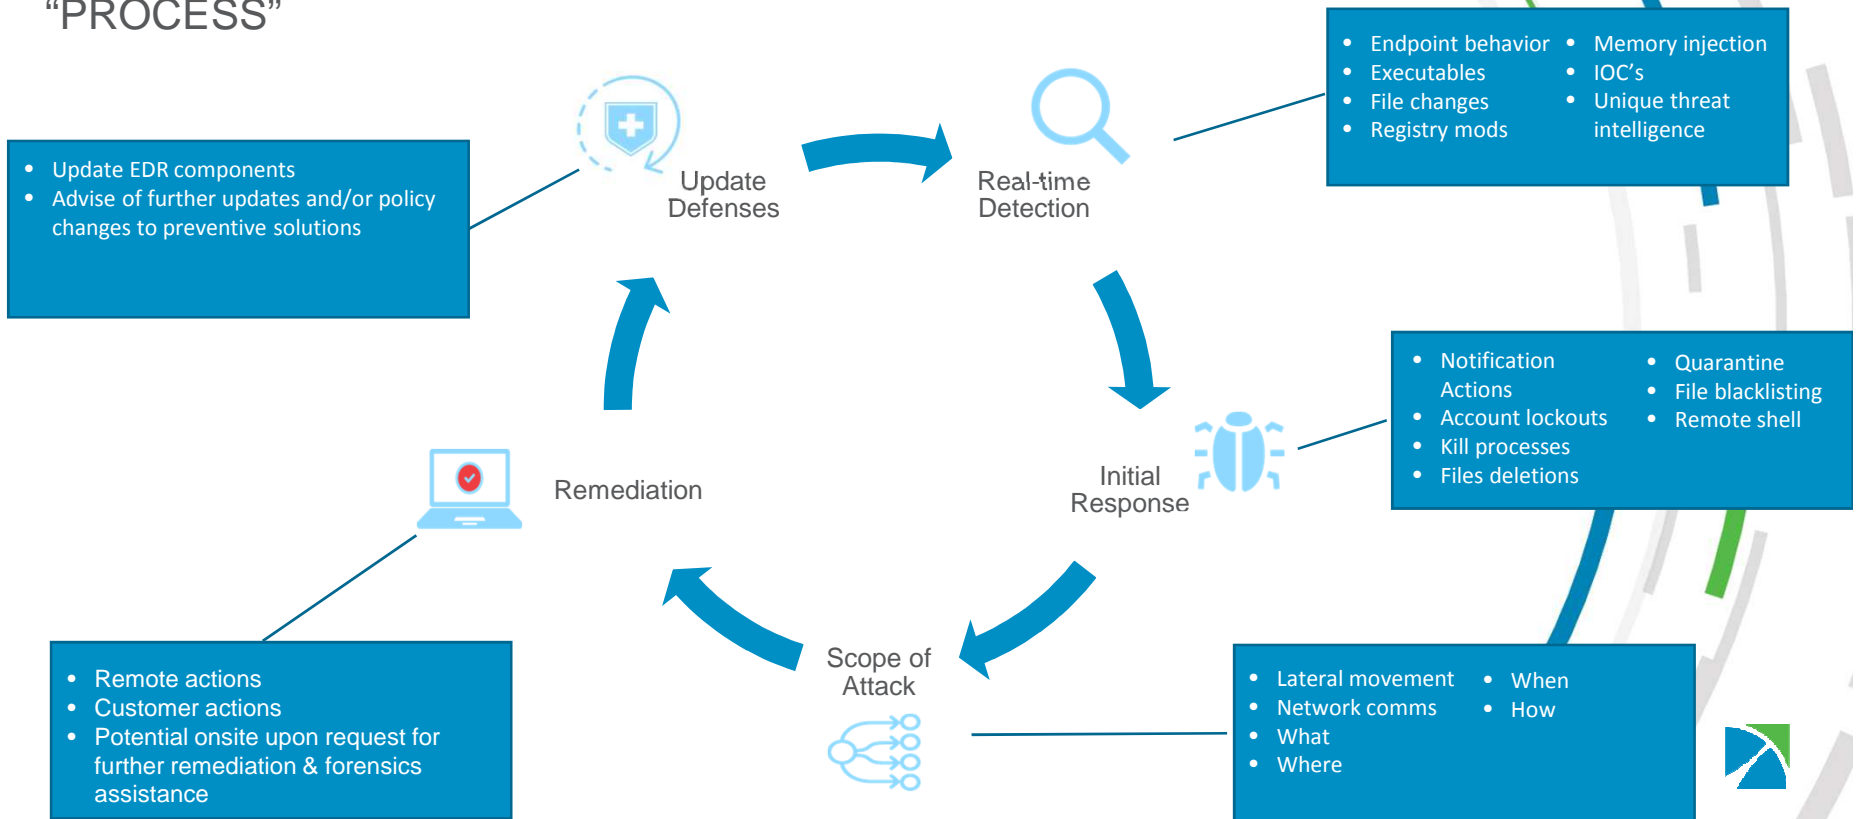 “PROCESS”
Update
Defenses
Real-time
Detection
Initial
Response
Scope of
Attack
Remediation
• Endpoint behavior
• Executables
• File changes
• Registry mods
• Memory injection
• IOC’s
• Unique threat
intelligence
• Notification
Actions
• Account lockouts
• Kill processes
• Files deletions
• Quarantine
• File blacklisting
• Remote shell
• Lateral movement
• Network comms
• What
• Where
• When
• How
• Remote actions
• Customer actions
• Potential onsite upon request for
further remediation & forensics
assistance
• Update EDR components
• Advise of further updates and/or policy
changes to preventive solutions